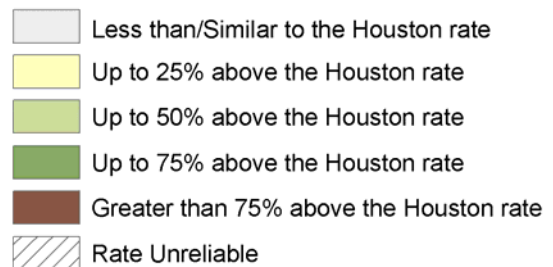 Less than/Similar to the Houston rate
Up to 25% above the Houston rate
Up to 50% above the Houston rate
Up to 75% above the Houston rate
Greater than 75% above the Houston rate
Rate Unreliable